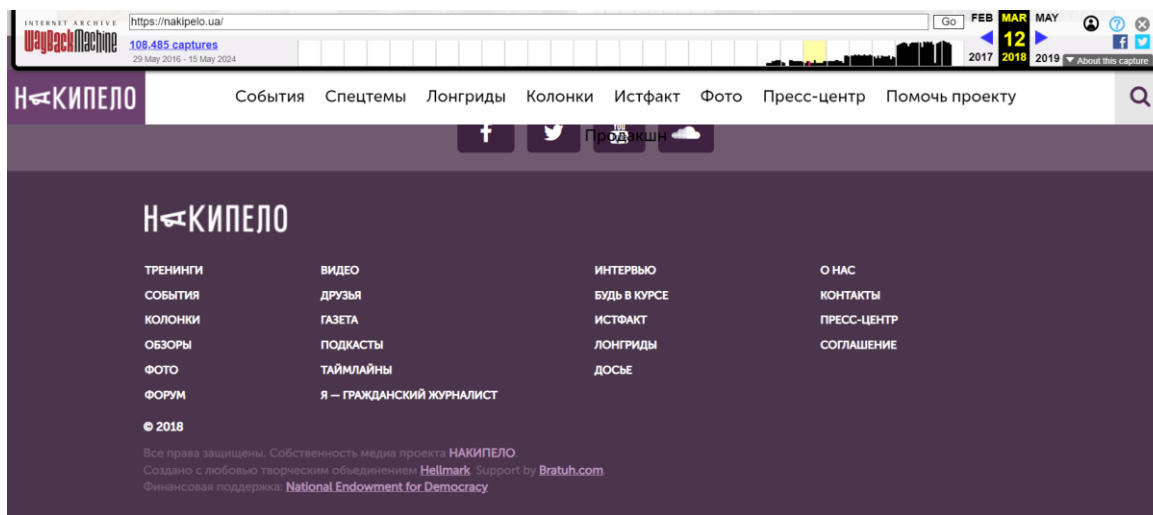 INTERNET ARCHIVE
WayBackMachine
https://nakipelo.ua/
Go
FEB MAR MAY
108,485 captures
12
29 May 2016 - 15 May 2024
2017 2018 2019
About this capture
НАКИПЕЛО
События Спецтемы Лонгриды Колонки Истфакт Фото Пресс-центр Помочь проекту
Продакшн
НАКИПЕЛО
ТРЕНИНГИ ВИДЕО ИНТЕРВЬЮ О НАС
СОБЫТИЯ ДРУЗЬЯ БУДЬ В КУРСЕ КОНТАКТЫ
КОЛОНКИ ГАЗЕТА ИСТФАКТ ПРЕСС-ЦЕНТР
ОБЗОРЫ ПОДКАСТЫ ЛОНГРИДЫ СОГЛАШЕНИЕ
ФОТО ТАЙМЛАЙНЫ ДОСЬЕ
ФОРУМ Я — ГРАЖДАНСКИЙ ЖУРНАЛИСТ
© 2018
Все права защищены. Собственность медиа проекта НАКИПЕЛО.
Создано с любовью творческим объединением Hellmark. Support by Bratuh.com.
Финансовая поддержка: National Endowment for Democracy